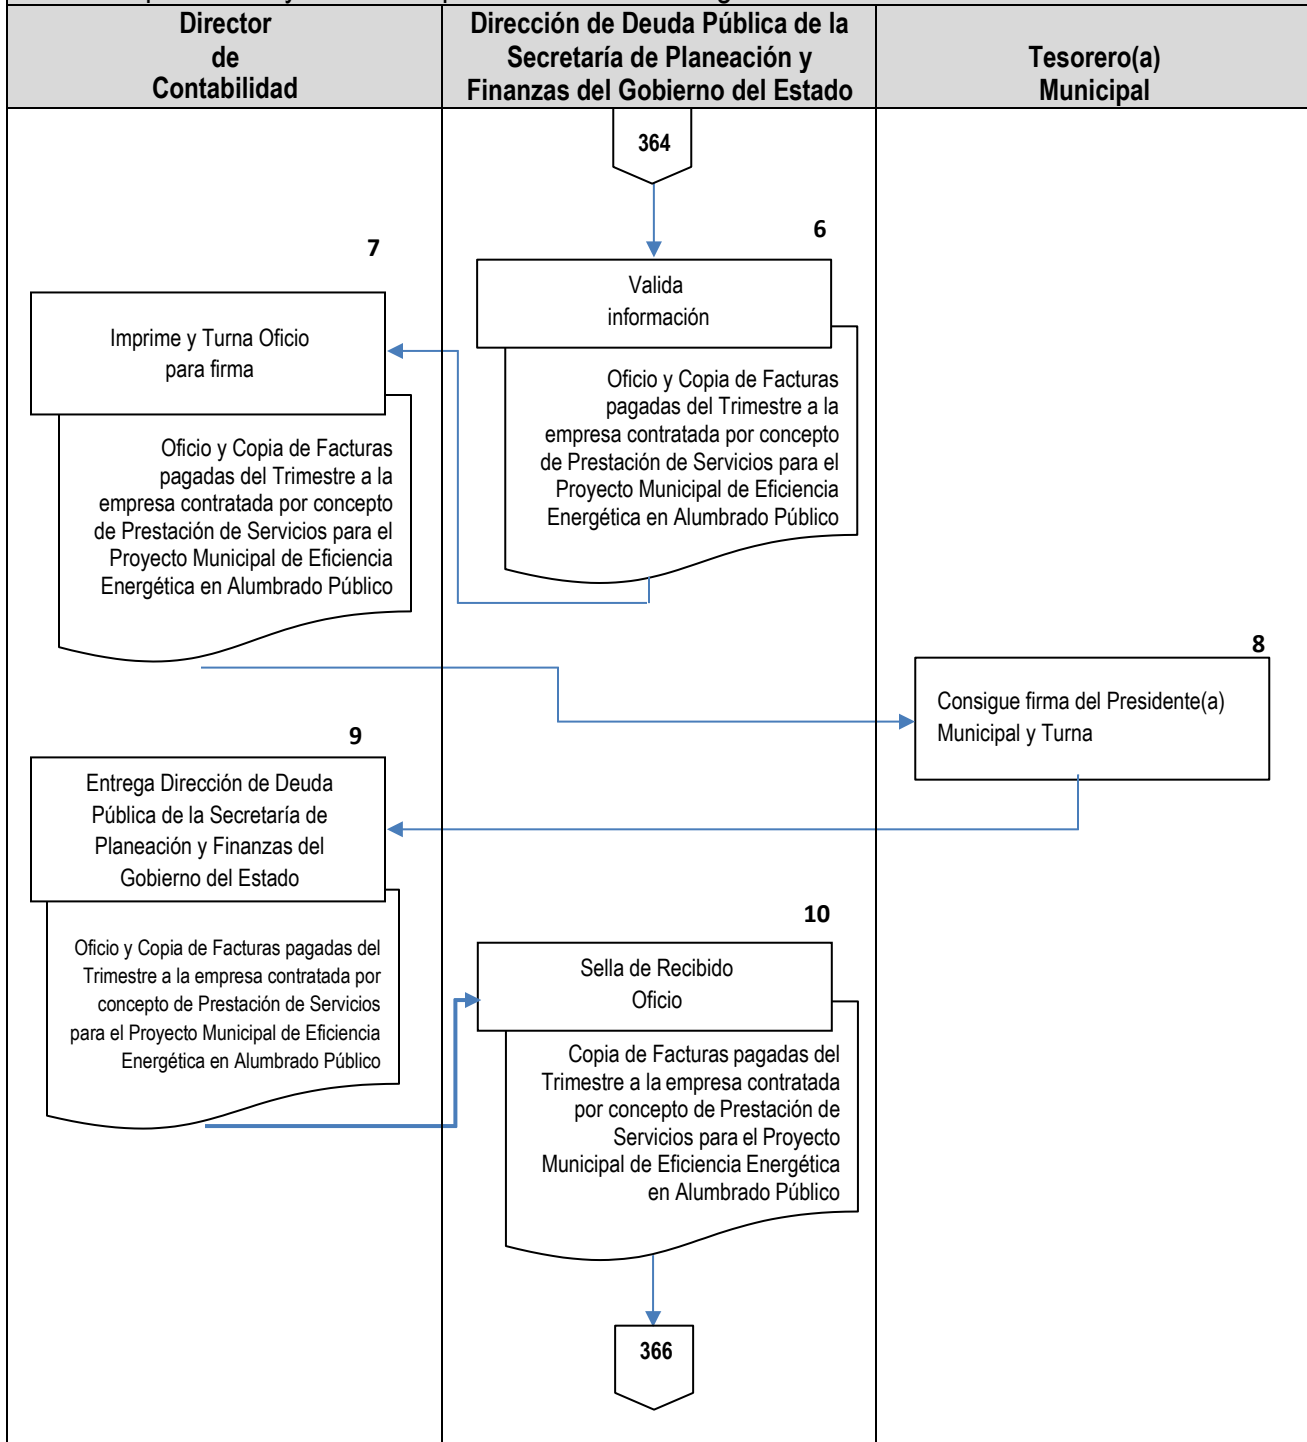 Director
de
Contabilidad
Dirección de Deuda Pública de la
Secretaría de Planeación y
Finanzas del Gobierno del Estado
Tesorero(a)
Municipal
364
6
Valida
información
Oficio y Copia de Facturas
pagadas del Trimestre a la
empresa contratada por concepto
de Prestación de Servicios para el
Proyecto Municipal de Eficiencia
Energética en Alumbrado Público
7
Imprime y Turna Oficio
para firma
Oficio y Copia de Facturas
pagadas del Trimestre a la
empresa contratada por concepto
de Prestación de Servicios para el
Proyecto Municipal de Eficiencia
Energética en Alumbrado Público
8
Consigue firma del Presidente(a)
Municipal y Turna
9
Entrega Dirección de Deuda
Pública de la Secretaría de
Planeación y Finanzas del
Gobierno del Estado
Oficio y Copia de Facturas pagadas del
Trimestre a la empresa contratada por
concepto de Prestación de Servicios
para el Proyecto Municipal de Eficiencia
Energética en Alumbrado Público
10
Sella de Recibido
Oficio
Copia de Facturas pagadas del
Trimestre a la empresa contratada
por concepto de Prestación de
Servicios para el Proyecto
Municipal de Eficiencia Energética
en Alumbrado Público
366